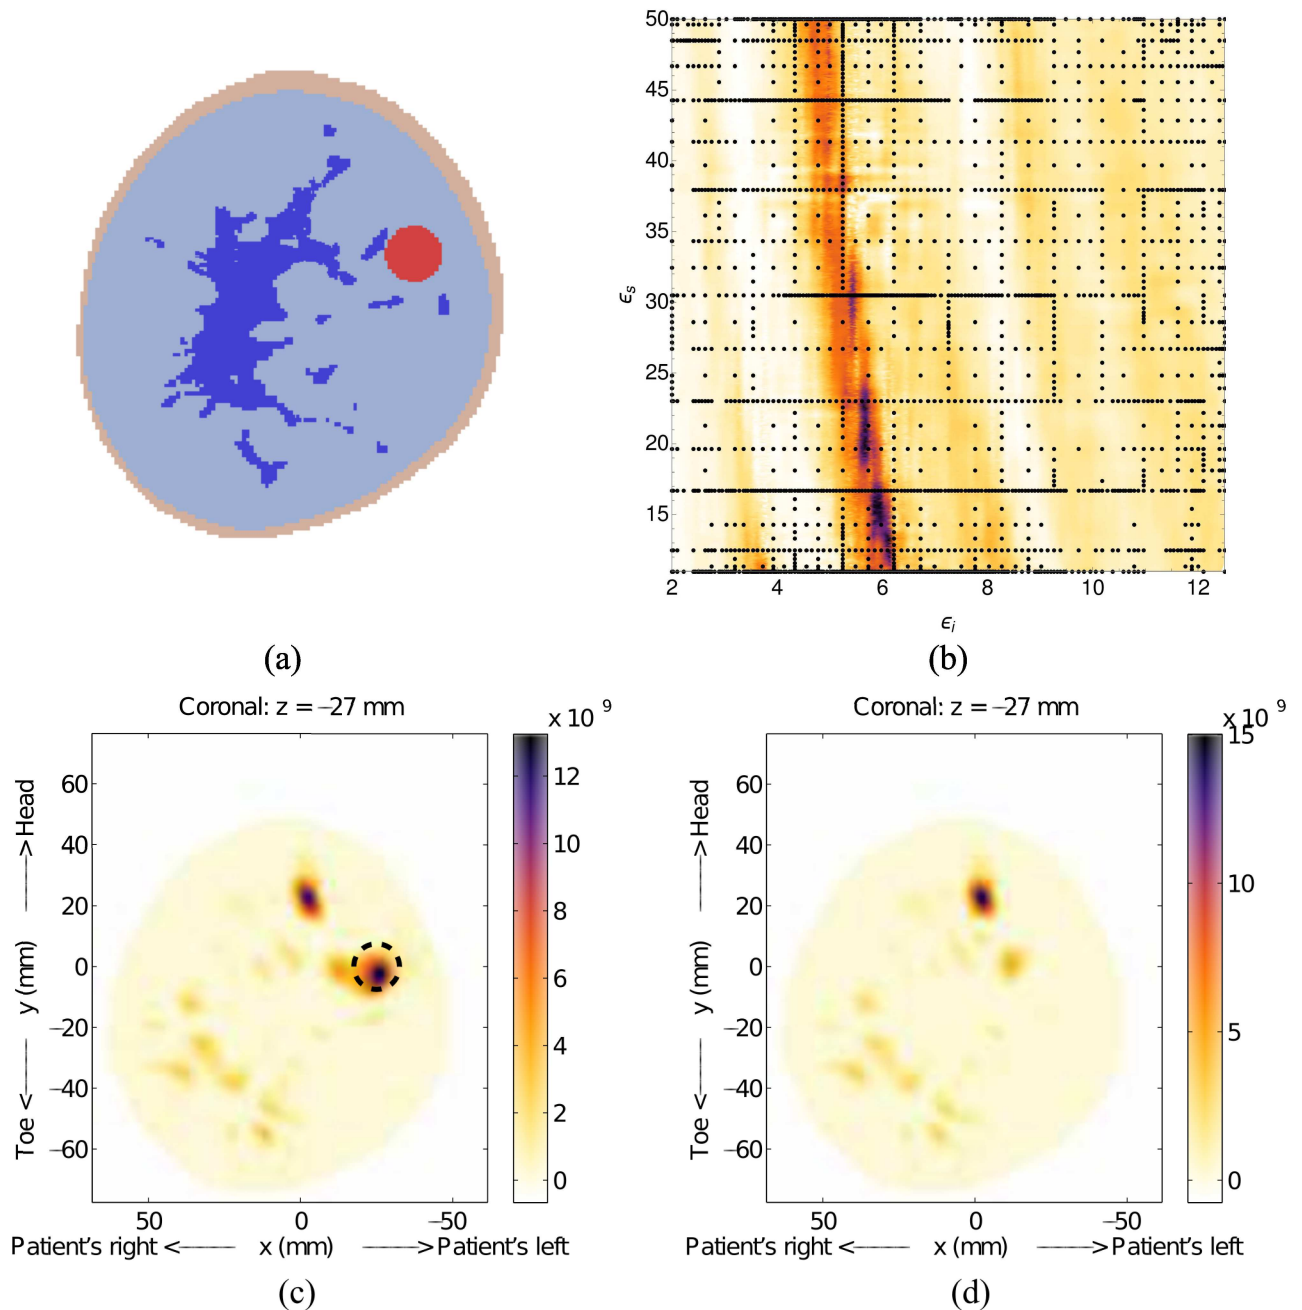 50
45
40
35
30
25
20
15
ϵs
2 4 6 8 10 12
ϵi
(a)
(b)
Coronal: z = −27 mm
x 10 9
12
10
8
6
4
2
0
60
40
20
0
−20
−40
−60
Toe <—— y (mm) ——>Head
50 0 −50
Patient's right <—— x (mm) ——>Patient's left
(c)
Coronal: z = −27 mm
x 10 9
15
10
5
0
60
40
20
0
−20
−40
−60
Toe <—— y (mm) ——>Head
50 0 −50
Patient's right <—— x (mm) ——>Patient's left
(d)